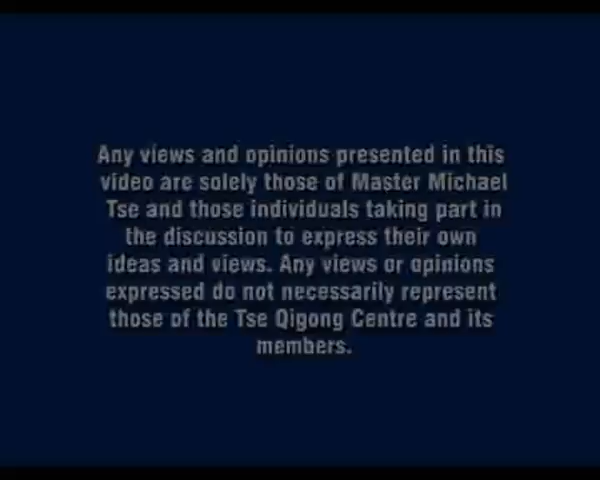 Any views and opinions presented in this
video are solely those of Master Michael
Tse and those individuals taking part in
the discussion to express their own
ideas and views. Any views or opinions
expressed do not necessarily represent
those of the Tse Qigong Centre and its
members.